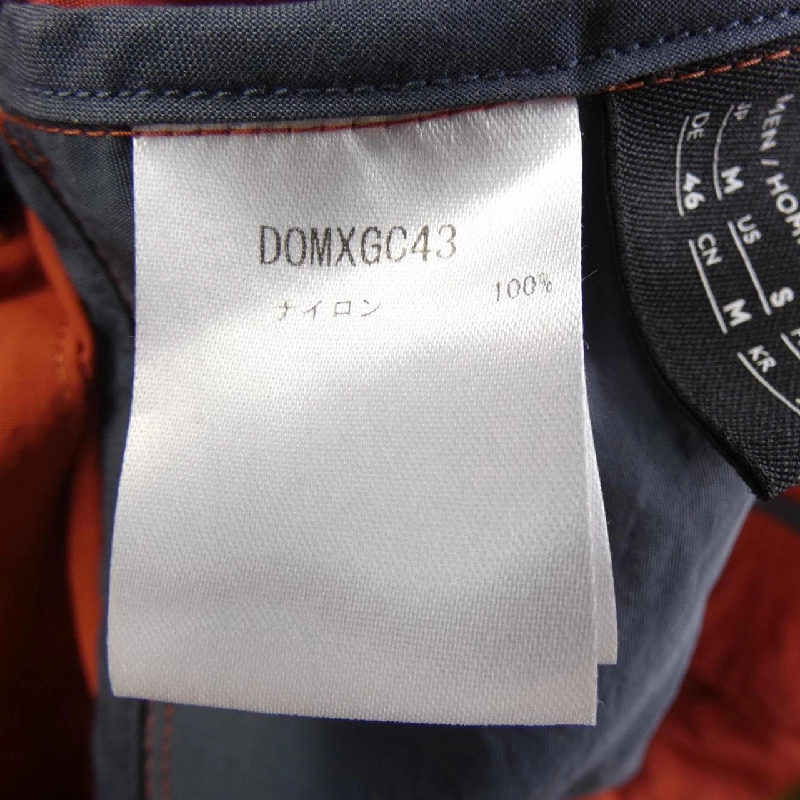 DOMXGC43
ナイロン 100%
MEN / HOM
JP M
DE 46
US S
CN M
KR